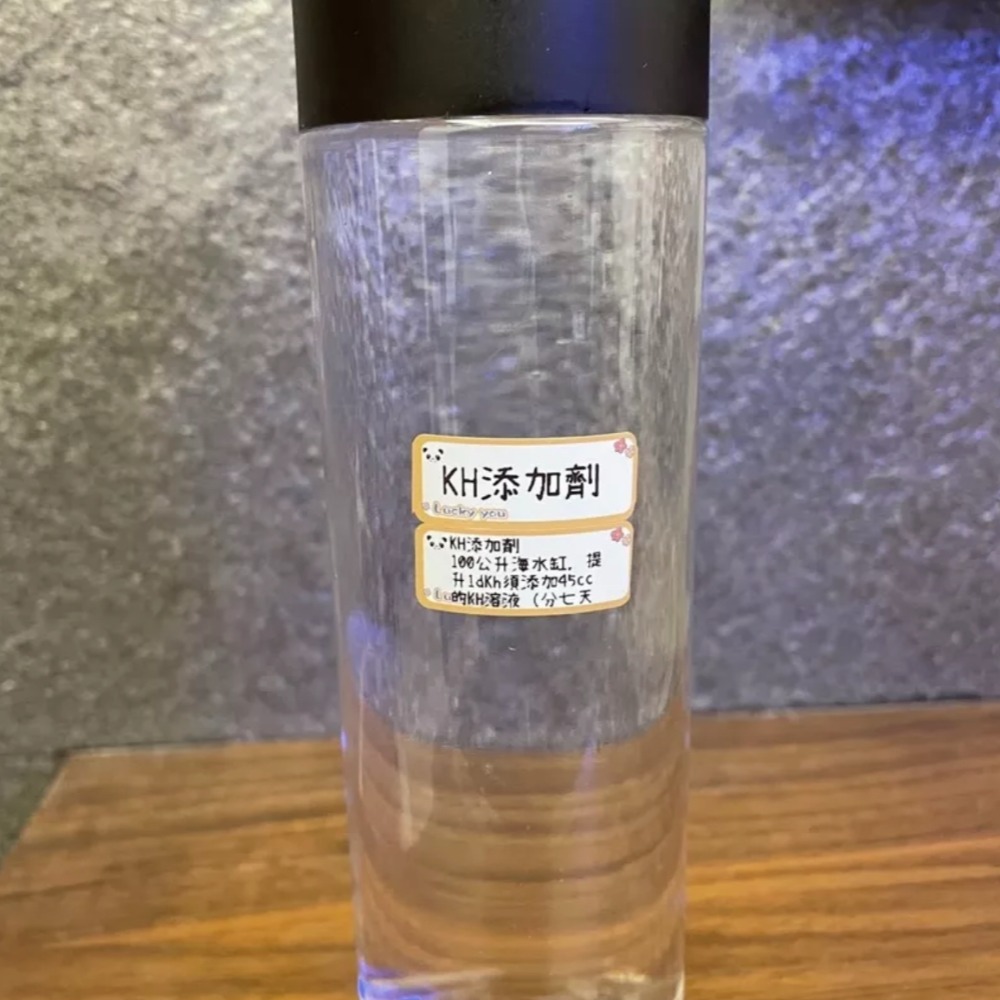 KH添加劑
Lucky you
KH添加劑
100公升海水缸，提
升1dKh須添加45cc
Lu的KH溶液（分七天